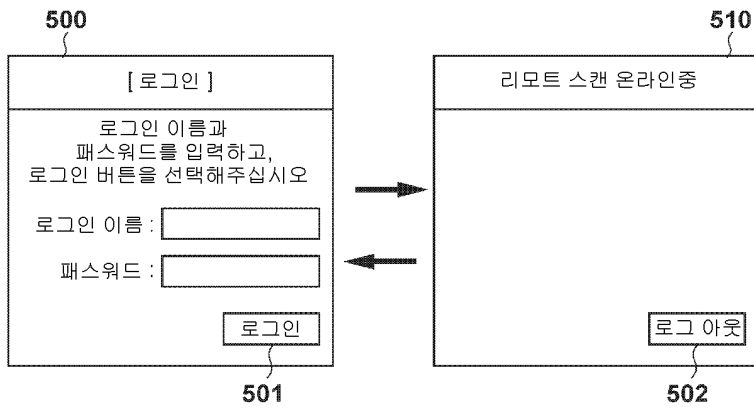 500
[ 로그인 ]
로그인 이름과
패스워드를 입력하고,
로그인 버튼을 선택해주십시오
로그인 이름 :
패스워드 :
로그인
501
510
리모트 스캔 온라인중
로그 아웃
502